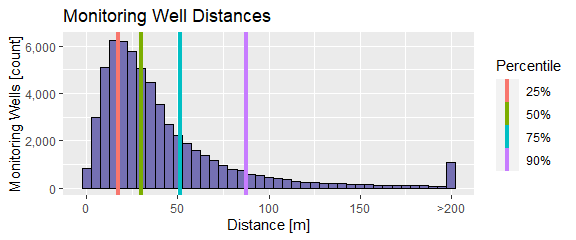 Monitoring Well Distances
Monitoring Wells [count]
6,000
4,000
2,000
0
0 50 100 150 >200
Distance [m]
Percentile
25%
50%
75%
90%